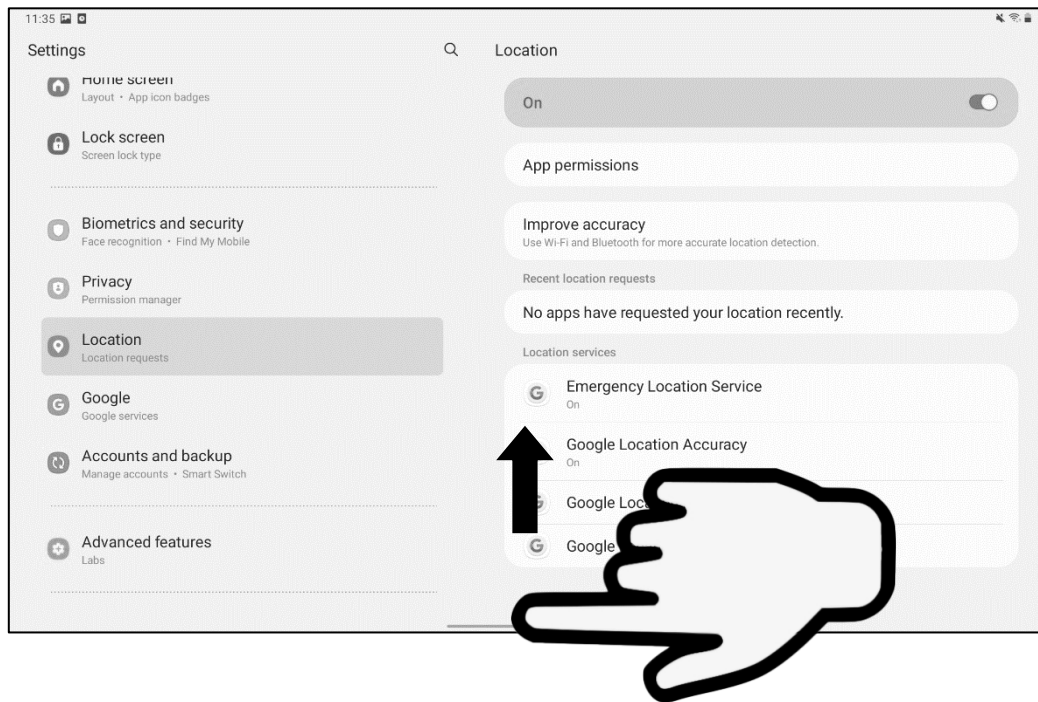 11:35
Settings
Home screen
Layout • App icon badges
Lock screen
Screen lock type
Biometrics and security
Face recognition • Find My Mobile
Privacy
Permission manager
Location
Location requests
Google
Google services
Accounts and backup
Manage accounts • Smart Switch
Advanced features
Labs
Location
On
App permissions
Improve accuracy
Use Wi-Fi and Bluetooth for more accurate location detection.
Recent location requests
No apps have requested your location recently.
Location services
Emergency Location Service
On
Google Location Accuracy
On
Google
Google